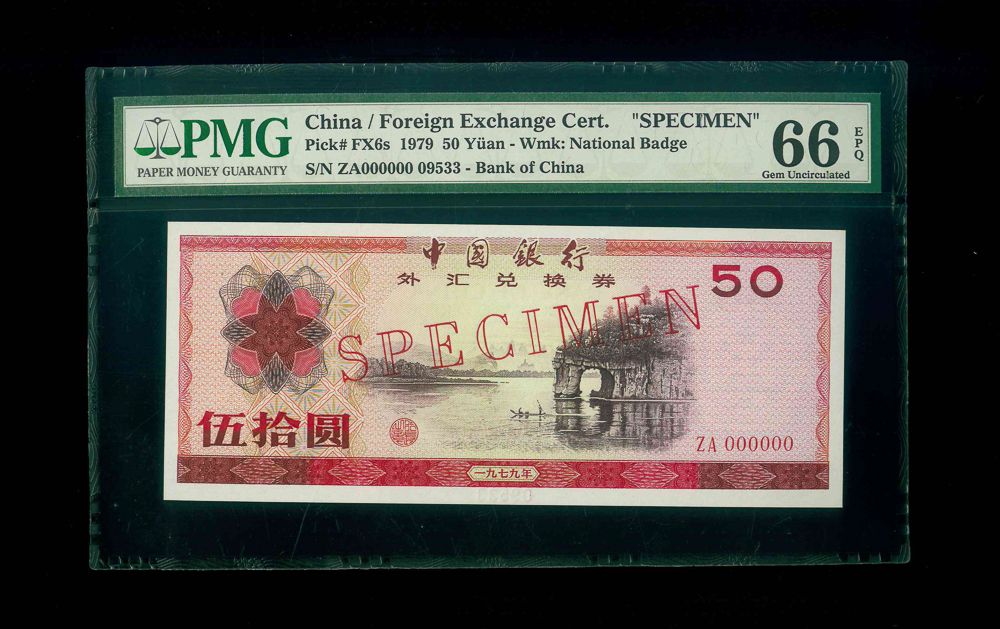 PMG
PAPER MONEY GUARANTY
China / Foreign Exchange Cert. "SPECIMEN"
Pick# FX6s 1979 50 Yüan - Wmk: National Badge
S/N ZA000000 09533 - Bank of China
66
EPQ
Gem Uncirculated
中國銀行
外汇兑换券
50
SPECIMEN
伍拾圆
ZA 000000
一九七九年